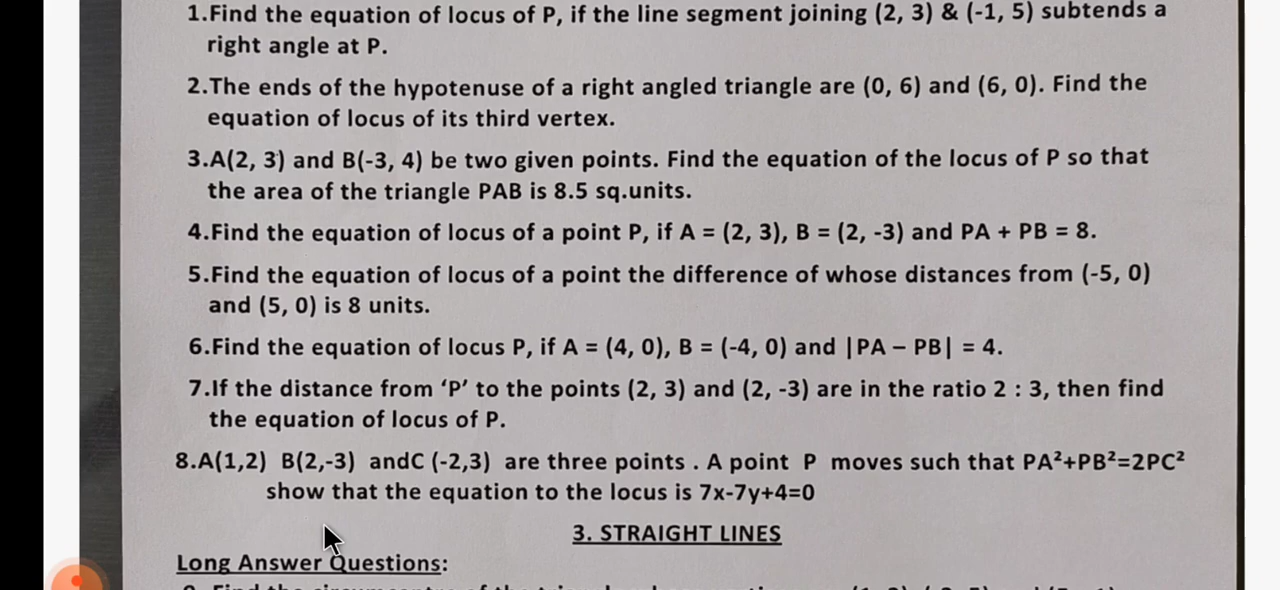 1.Find the equation of locus of P, if the line segment joining (2, 3) & (-1, 5) subtends a
right angle at P.
2.The ends of the hypotenuse of a right angled triangle are (0, 6) and (6, 0). Find the
equation of locus of its third vertex.
3.A(2, 3) and B(-3, 4) be two given points. Find the equation of the locus of P so that
the area of the triangle PAB is 8.5 sq.units.
4.Find the equation of locus of a point P, if A = (2, 3), B = (2, -3) and PA + PB = 8.
5.Find the equation of locus of a point the difference of whose distances from (-5, 0)
and (5, 0) is 8 units.
6.Find the equation of locus P, if A = (4, 0), B = (-4, 0) and |PA – PB| = 4.
7.If the distance from ‘P’ to the points (2, 3) and (2, -3) are in the ratio 2 : 3, then find
the equation of locus of P.
8.A(1,2) B(2,-3) andC (-2,3) are three points . A point P moves such that PA²+PB²=2PC²
show that the equation to the locus is 7x-7y+4=0
3. STRAIGHT LINES
Long Answer Questions: